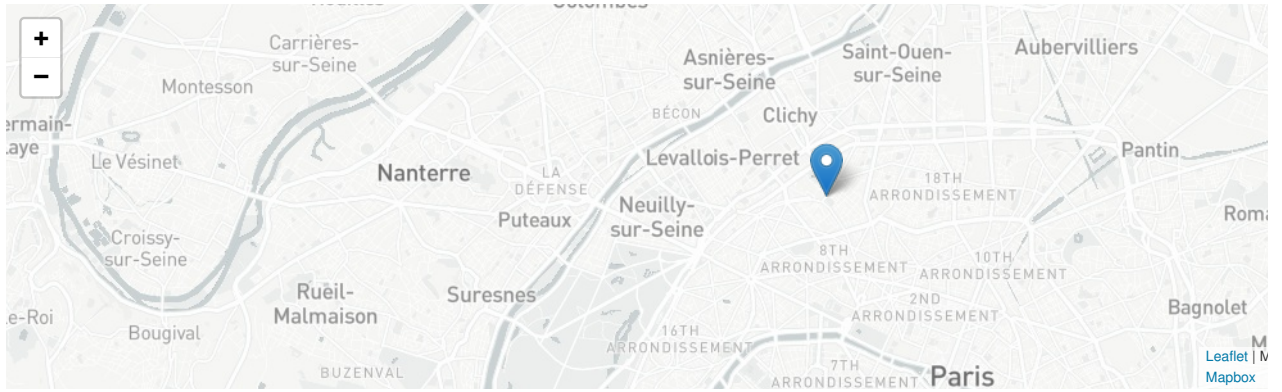 +
−
Carrières-
sur-Seine
Montesson
Asnières-
sur-Seine
Saint-Ouen-
sur-Seine
Aubervilliers
BÉCON
Clichy
Le Vésinet
Nanterre
LA
DÉFENSE
Levallois-Perret
Pantin
18TH
ARRONDISSEMENT
Puteaux
Neuilly-
sur-Seine
Croissy-
sur-Seine
8TH
ARRONDISSEMENT
10TH
ARRONDISSEMENT
Rueil-
Malmaison
Suresnes
2ND
ARRONDISSEMENT
Bagnolet
Bougival
16TH
ARRONDISSEMENT
BUZENVAL
7TH
ARRONDISSEMENT
Paris
Leaflet | M
Mapbox